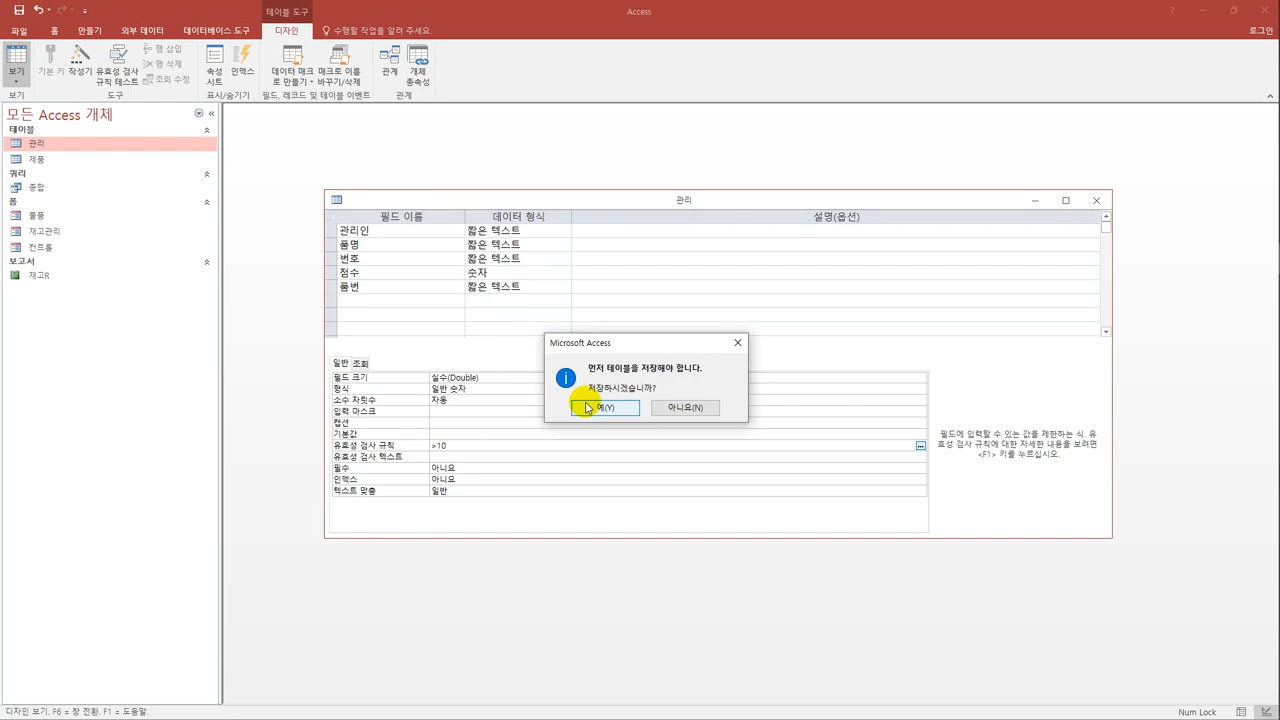 테이블 도구
Access
파일 홈 만들기 외부 데이터 데이터베이스 도구 디자인 수행할 작업을 알려 주세요.
로그인
보기
기본 키
작성기
유효성 검사
규칙 테스트
행 삽입
행 삭제
조회 수정
속성
시트
인덱스
데이터 매크
로 만들기
매크로 이름
바꾸기/삭제
관계
개체
종속성
보기 도구 표시/숨기기 필드, 레코드 및 테이블 이벤트 관계
모든 Access 개체
테이블
관리
제품
쿼리
종합
폼
물품
재고관리
컨트롤
보고서
재고R
관리
필드 이름 데이터 형식 설명(옵션)
관리인 짧은 텍스트
품명 짧은 텍스트
번호 짧은 텍스트
점수 숫자
품번 짧은 텍스트
Microsoft Access
먼저 테이블을 저장해야 합니다.
저장하시겠습니까?
예(Y) 아니요(N)
일반 조회
필드 크기 실수(Double)
형식 일반 숫자
소수 자릿수 자동
입력 마스크
캡션
기본값
유효성 검사 규칙 >10
유효성 검사 텍스트
필수 아니요
인덱스 아니요
텍스트 맞춤 일반
필드에 입력할 수 있는 값을 제한하는 식. 유
효성 검사 규칙에 대한 자세한 내용을 보려면
<F1> 키를 누르십시오.
디자인 보기. F6 = 창 전환. F1 = 도움말.
Num Lock